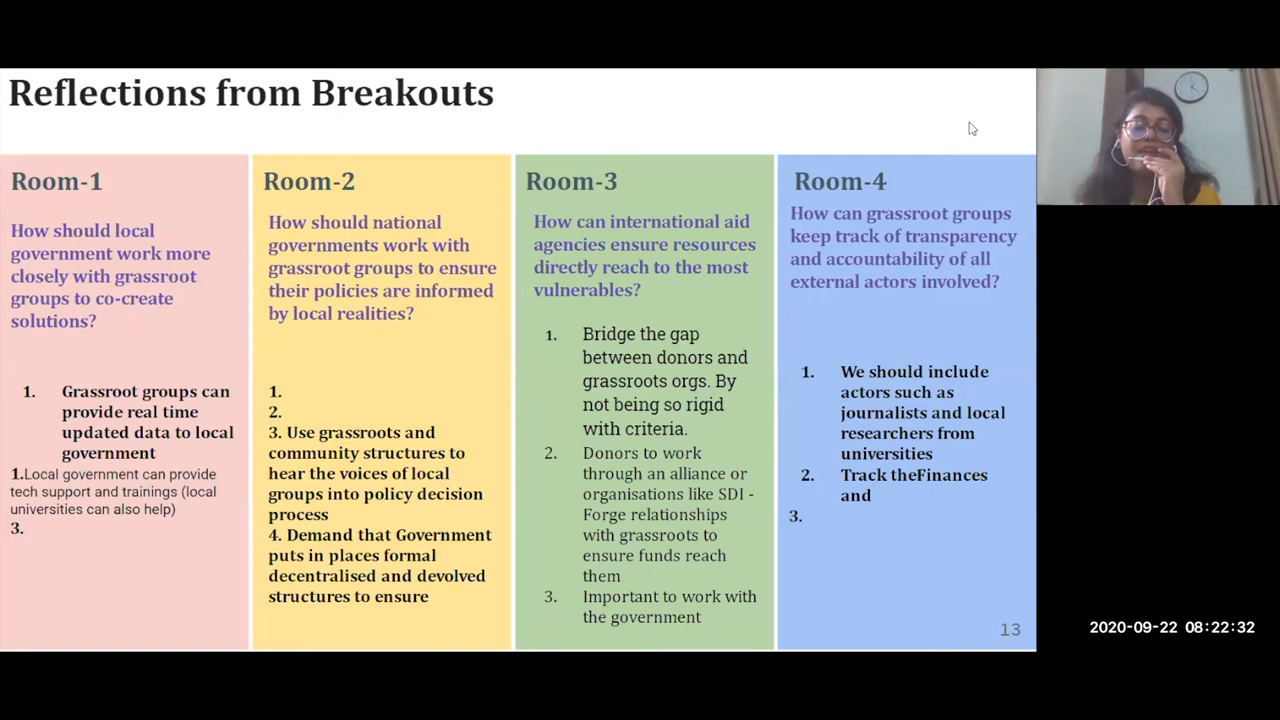 Reflections from Breakouts
Room-1
How should local
government work more
closely with grassroot
groups to co-create
solutions?
1. Grassroot groups can
provide real time
updated data to local
government
1.Local government can provide
tech support and trainings (local
universities can also help)
3.
Room-2
How should national
governments work with
grassroot groups to ensure
their policies are informed
by local realities?
1.
2.
3. Use grassroots and
community structures to
hear the voices of local
groups into policy decision
process
4. Demand that Government
puts in places formal
decentralised and devolved
structures to ensure
Room-3
How can international aid
agencies ensure resources
directly reach to the most
vulnerables?
1. Bridge the gap
between donors and
grassroots orgs. By
not being so rigid
with criteria.
2. Donors to work
through an alliance or
organisations like SDI -
Forge relationships
with grassroots to
ensure funds reach
them
3. Important to work with
the government
Room-4
How can grassroot groups
keep track of transparency
and accountability of all
external actors involved?
1. We should include
actors such as
journalists and local
researchers from
universities
2. Track theFinances
and
3.
13
2020-09-22 08:22:32